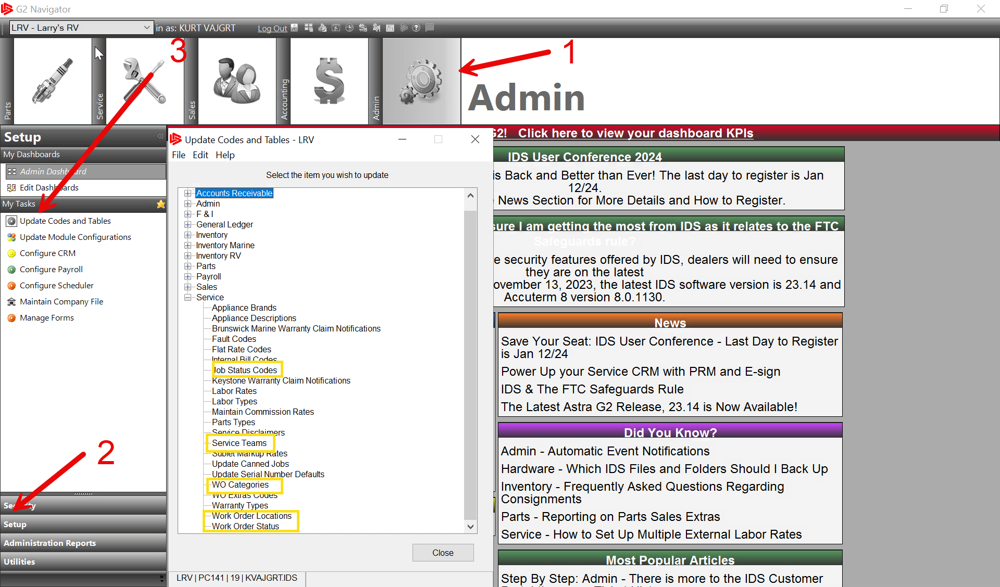 G2 Navigator
LRV - Larry's RV
in as: KURT VAJGRT
Log Out
Parts
IDS
Service
3
Sales
Accounting
Admin
1
Admin
Setup
My Dashboards
Admin Dashboard
Edit Dashboards
My Tasks
Update Codes and Tables
Update Module Configurations
Configure CRM
Configure Payroll
Configure Scheduler
Maintain Company File
Manage Forms
2
Security
Setup
Administration Reports
Utilities
Update Codes and Tables - LRV
File Edit Help
Select the item you wish to update
Accounts Receivable
Admin
F & I
General Ledger
Inventory
Inventory Marine
Inventory RV
Parts
Payroll
Sales
Service
Appliance Brands
Appliance Descriptions
Brunswick Marine Warranty Claim Notifications
Fault Codes
Flat Rate Codes
Internal Bill Codes
Job Status Codes
Keystone Warranty Claim Notifications
Labor Rates
Labor Types
Maintain Commission Rates
Parts Types
Service Disclaimers
Service Teams
Sublet Markup Rates
Update Canned Jobs
Update Serial Number Defaults
WO Categories
WO Extras Codes
Warranty Types
Work Order Locations
Work Order Status
Close
LRV | PC141 | 19 | KVAJGRT.IDS
G2! Click here to view your dashboard KPIs
IDS User Conference 2024
is Back and Better than Ever! The last day to register is Jan
12/24.
News Section for More Details and How to Register.
sure I am getting the most from IDS as it relates to the FTC
Safeguards rule?
e security features offered by IDS, dealers will need to ensure
they are on the latest
ovember 13, 2023, the latest IDS software version is 23.14 and
Accuterm 8 version 8.0.1130.
News
Save Your Seat: IDS User Conference - Last Day to Register
is Jan 12/24
Power Up your Service CRM with PRM and E-sign
IDS & The FTC Safeguards Rule
The Latest Astra G2 Release, 23.14 is Now Available!
Did You Know?
Admin - Automatic Event Notifications
Hardware - Which IDS Files and Folders Should I Back Up
Inventory - Frequently Asked Questions Regarding
Consignments
Parts - Reporting on Parts Sales Extras
Service - How to Set Up Multiple External Labor Rates
Most Popular Articles
Step By Step: Admin - There is more to the IDS Customer